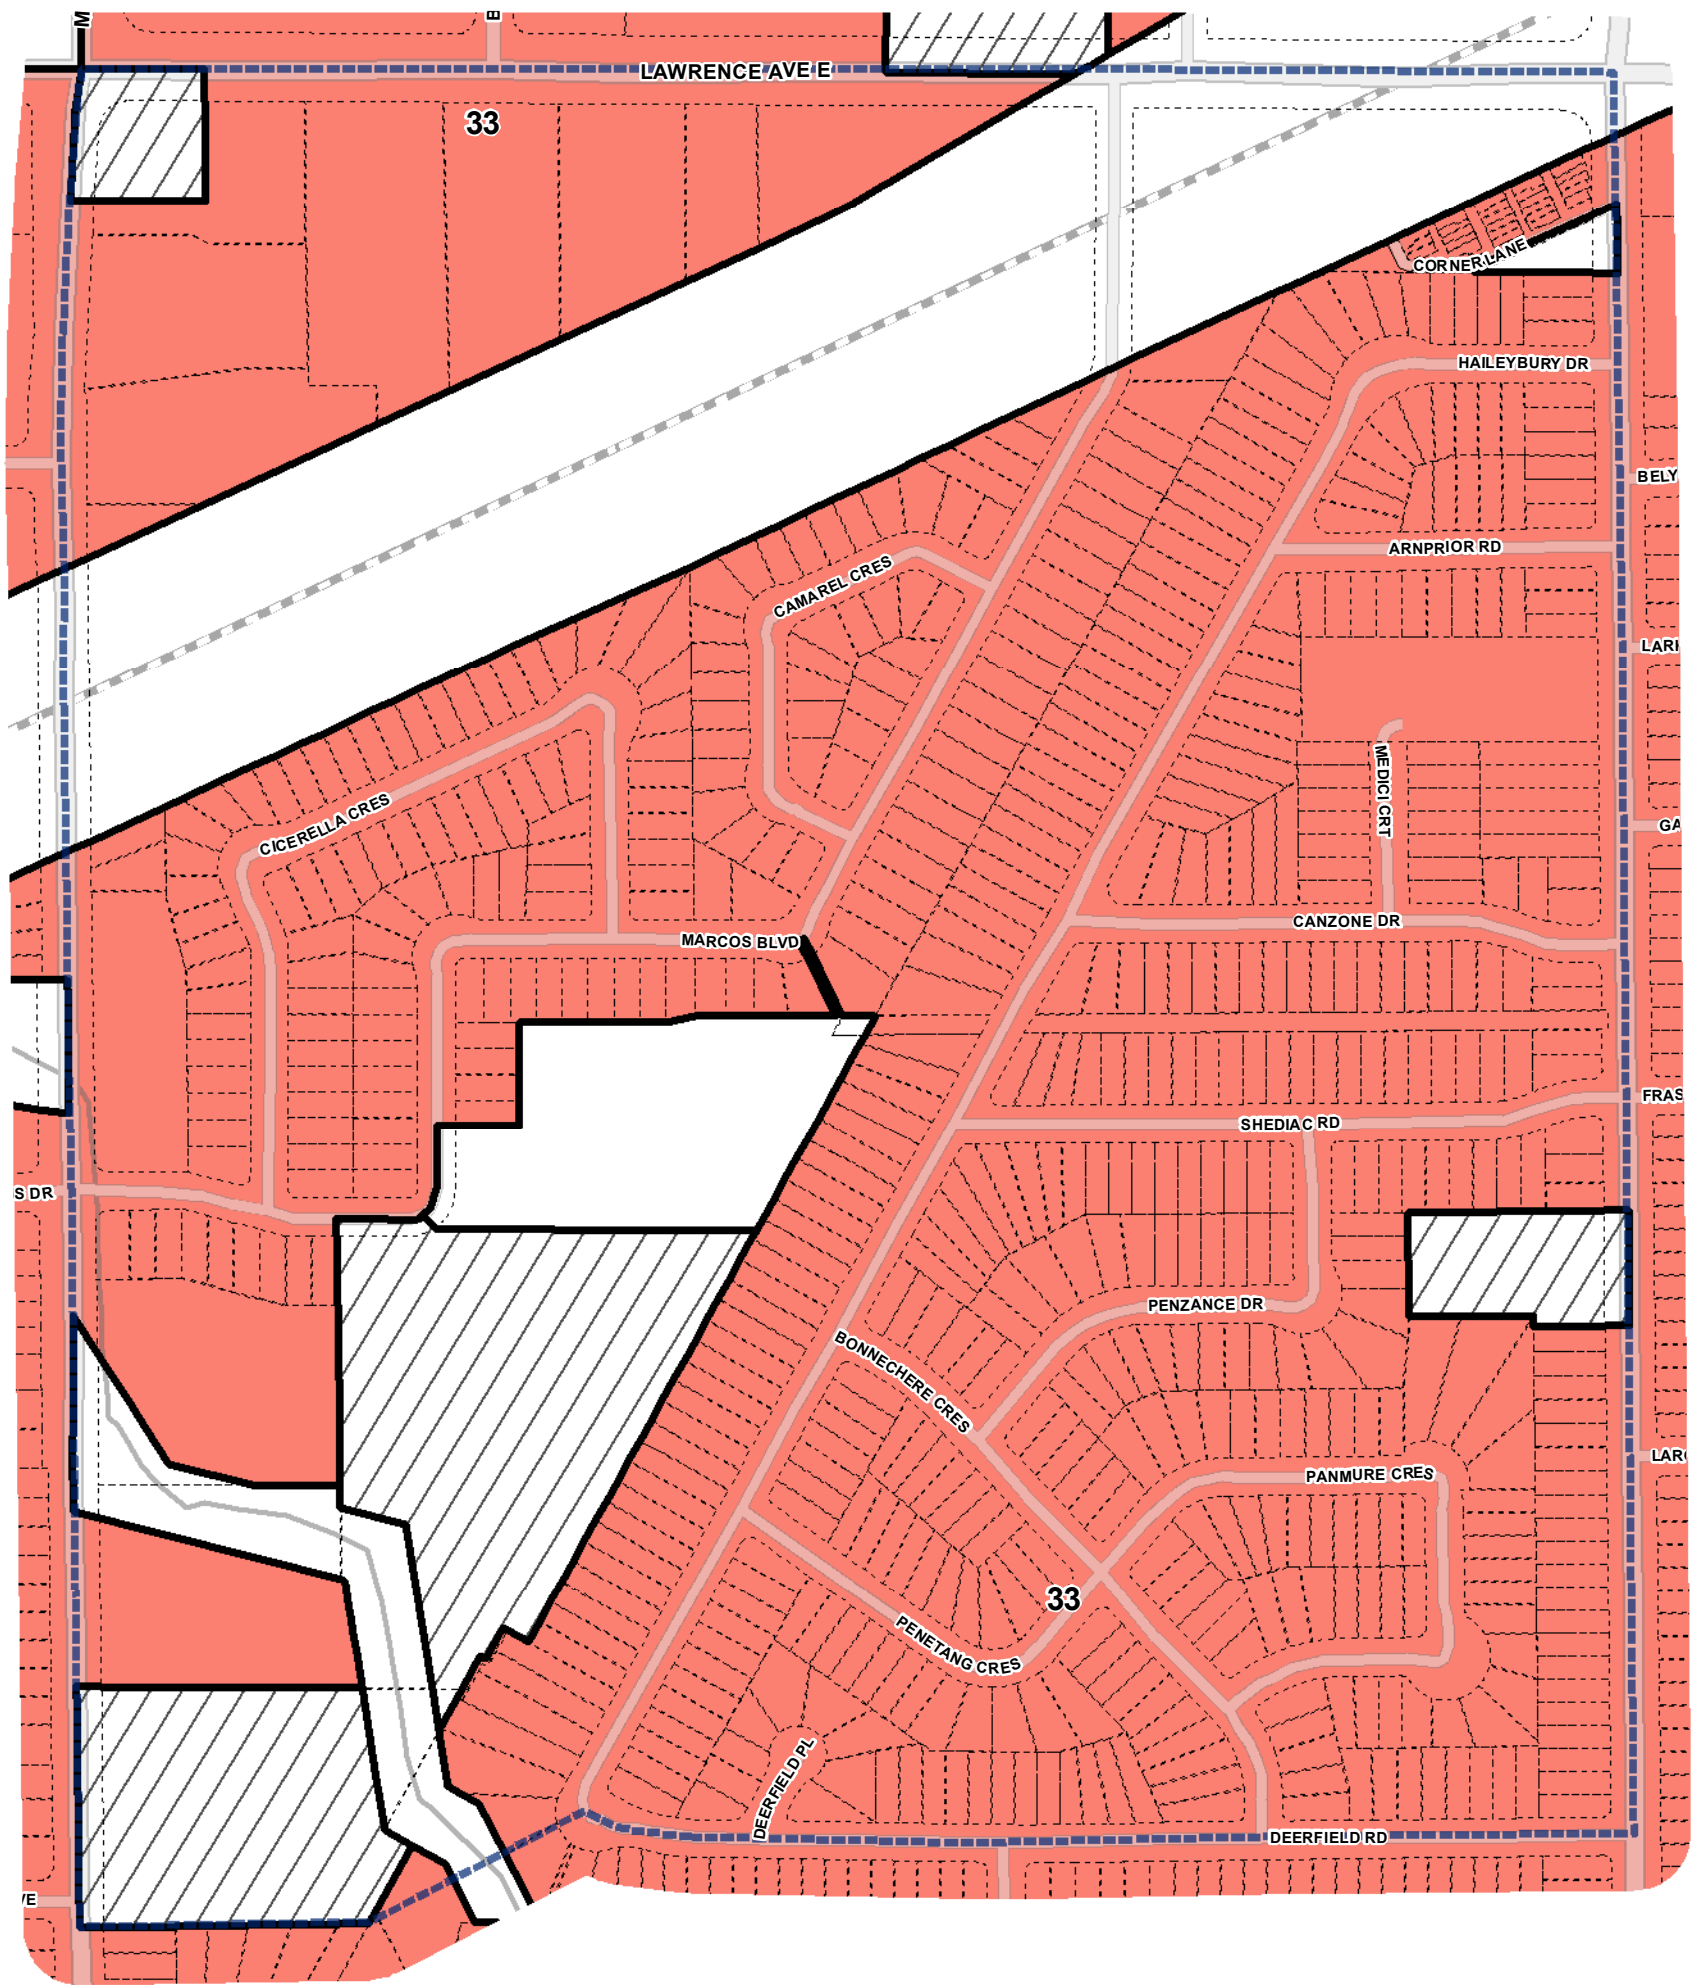 M
B
LAWRENCE AVE E
33
CORNER LANE
HAILEYBURY DR
BELY
ARNPRIOR RD
CAMAREL CRES
LARK
MEDICI CRT
CICERELLA CRES
GA
CANZONE DR
MARCOS BLVD
FRAS
SHEDIAC RD
S DR
PENZANCE DR
BONNECHERE CRES
LARG
PANMURE CRES
33
PENETANG CRES
DEERFIELD PL
DEERFIELD RD
VE